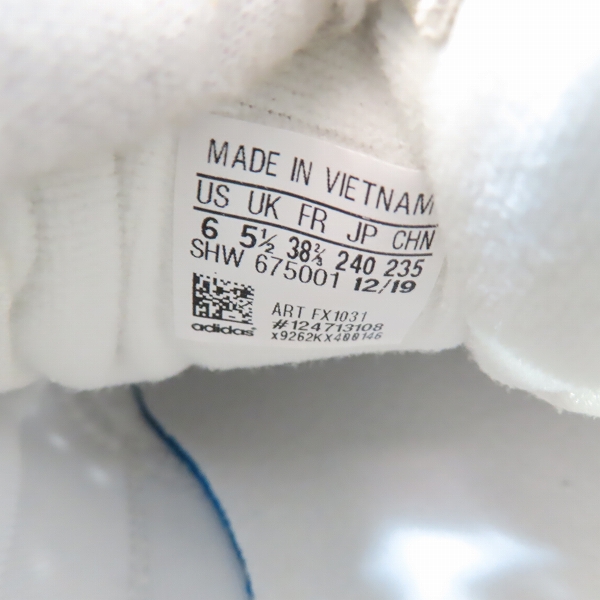 MADE IN VIETNAM
US UK FR JP CHN
6 5½ 38⅔ 240 235
SHW 675001 12/19
ART FX1031
#124713108
x9262KX400146
adidas